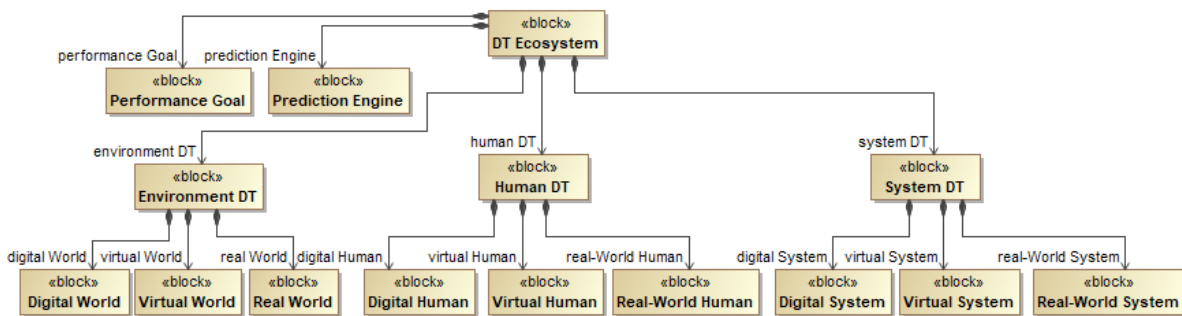 «block»
DT Ecosystem
performance Goal
prediction Engine
«block»
Performance Goal
«block»
Prediction Engine
environment DT
human DT
system DT
«block»
Environment DT
«block»
Human DT
«block»
System DT
digital World
virtual World
real World
digital Human
virtual Human
real-World Human
digital System
virtual System
real-World System
«block»
Digital World
«block»
Virtual World
«block»
Real World
«block»
Digital Human
«block»
Virtual Human
«block»
Real-World Human
«block»
Digital System
«block»
Virtual System
«block»
Real-World System